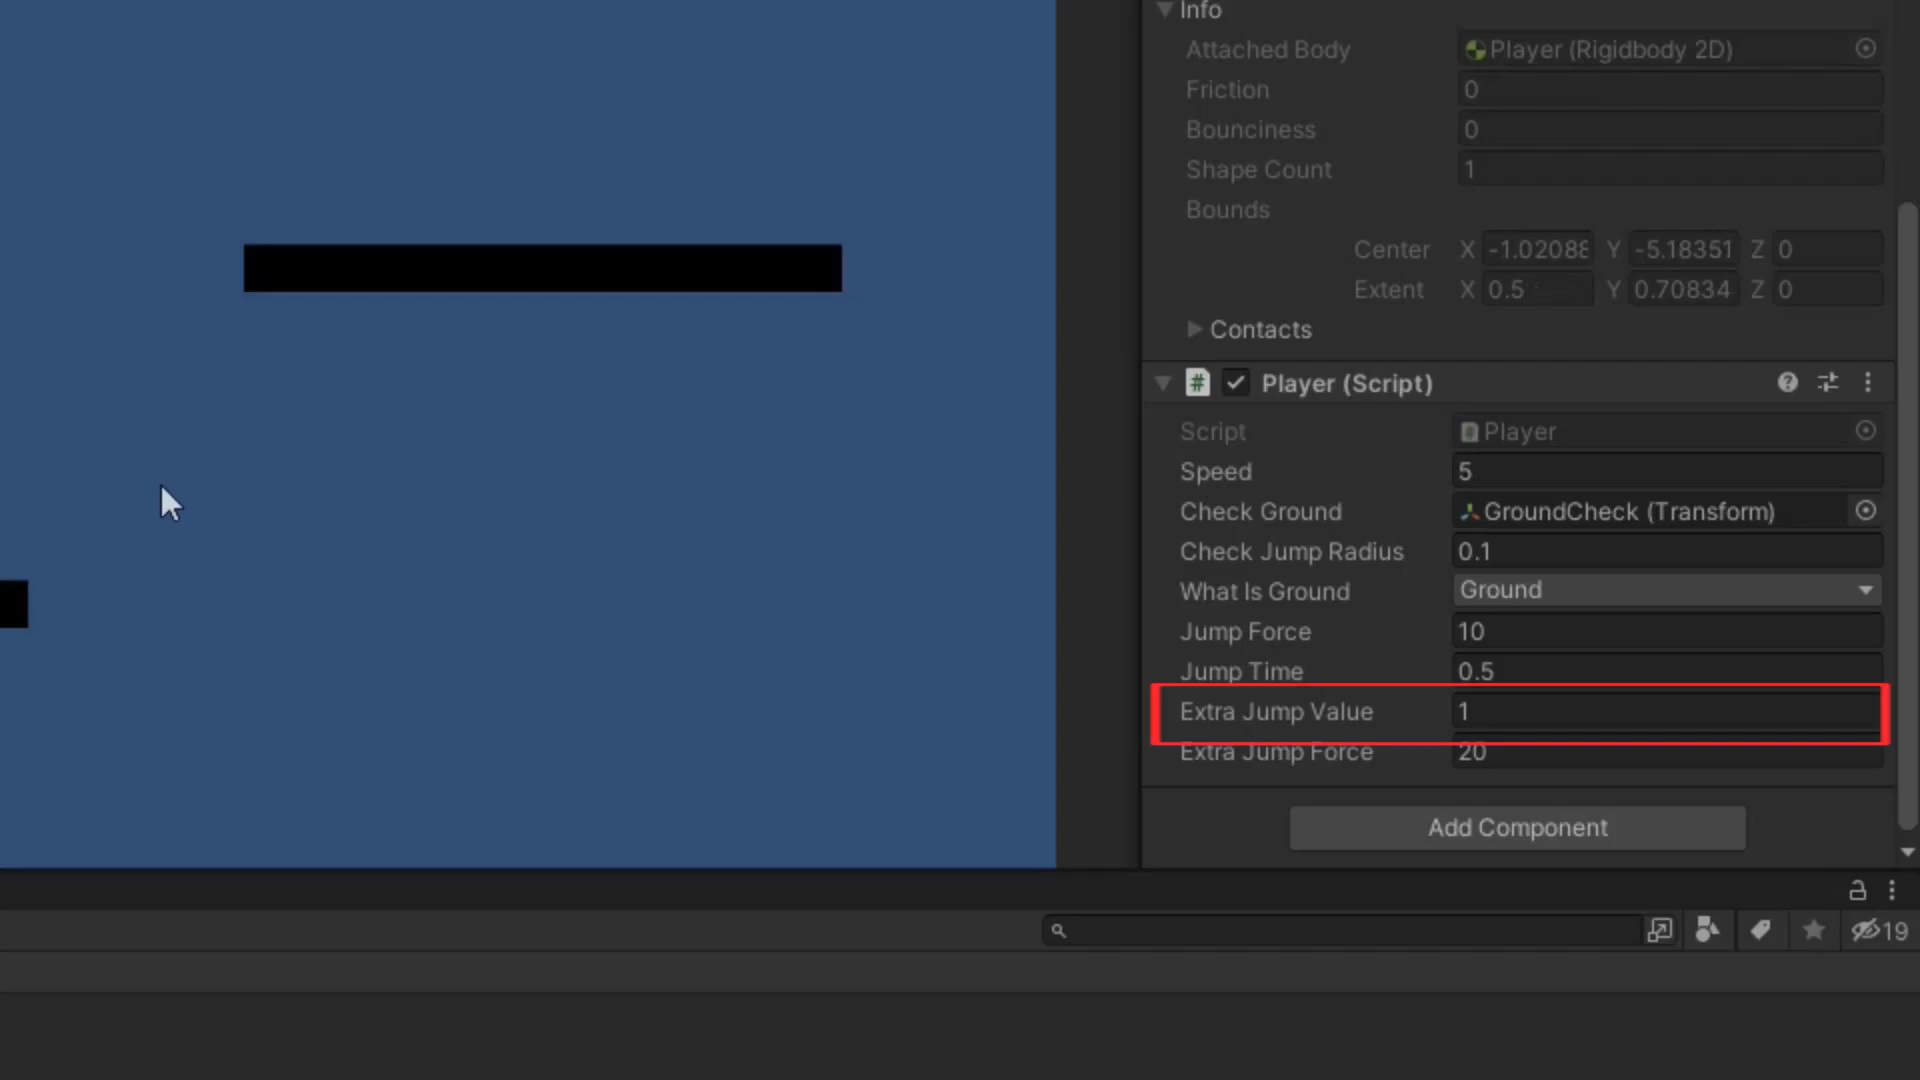 Info
Attached Body Player (Rigidbody 2D)
Friction 0
Bounciness 0
Shape Count 1
Bounds
Center X -1.02088 Y -5.18351 Z 0
Extent X 0.5 Y 0.70834 Z 0
Contacts
# Player (Script)
Script # Player
Speed 5
Check Ground GroundCheck (Transform)
Check Jump Radius 0.1
What Is Ground Ground
Jump Force 10
Jump Time 0.5
Extra Jump Value 1
Extra Jump Force 20
Add Component
19